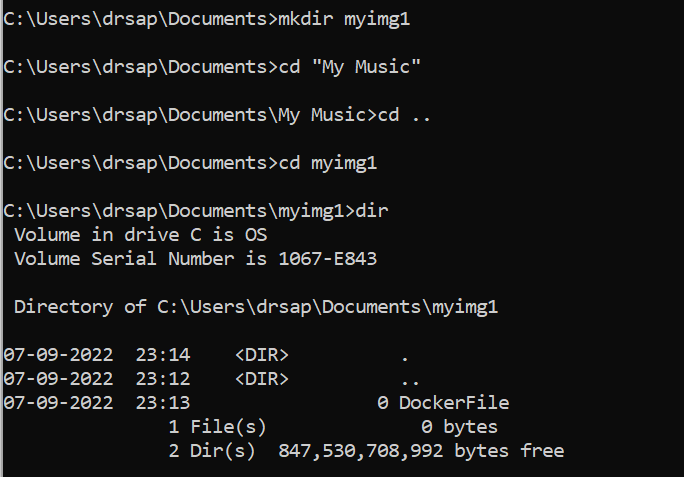 C:\Users\drsap\Documents>mkdir myimg1
C:\Users\drsap\Documents>cd "My Music"
C:\Users\drsap\Documents\My Music>cd ..
C:\Users\drsap\Documents>cd myimg1
C:\Users\drsap\Documents\myimg1>dir
 Volume in drive C is OS
 Volume Serial Number is 1067-E843
 Directory of C:\Users\drsap\Documents\myimg1
07-09-2022  23:14    <DIR>          .
07-09-2022  23:12    <DIR>          ..
07-09-2022  23:13                 0 DockerFile
               1 File(s)              0 bytes
               2 Dir(s)  847,530,708,992 bytes free